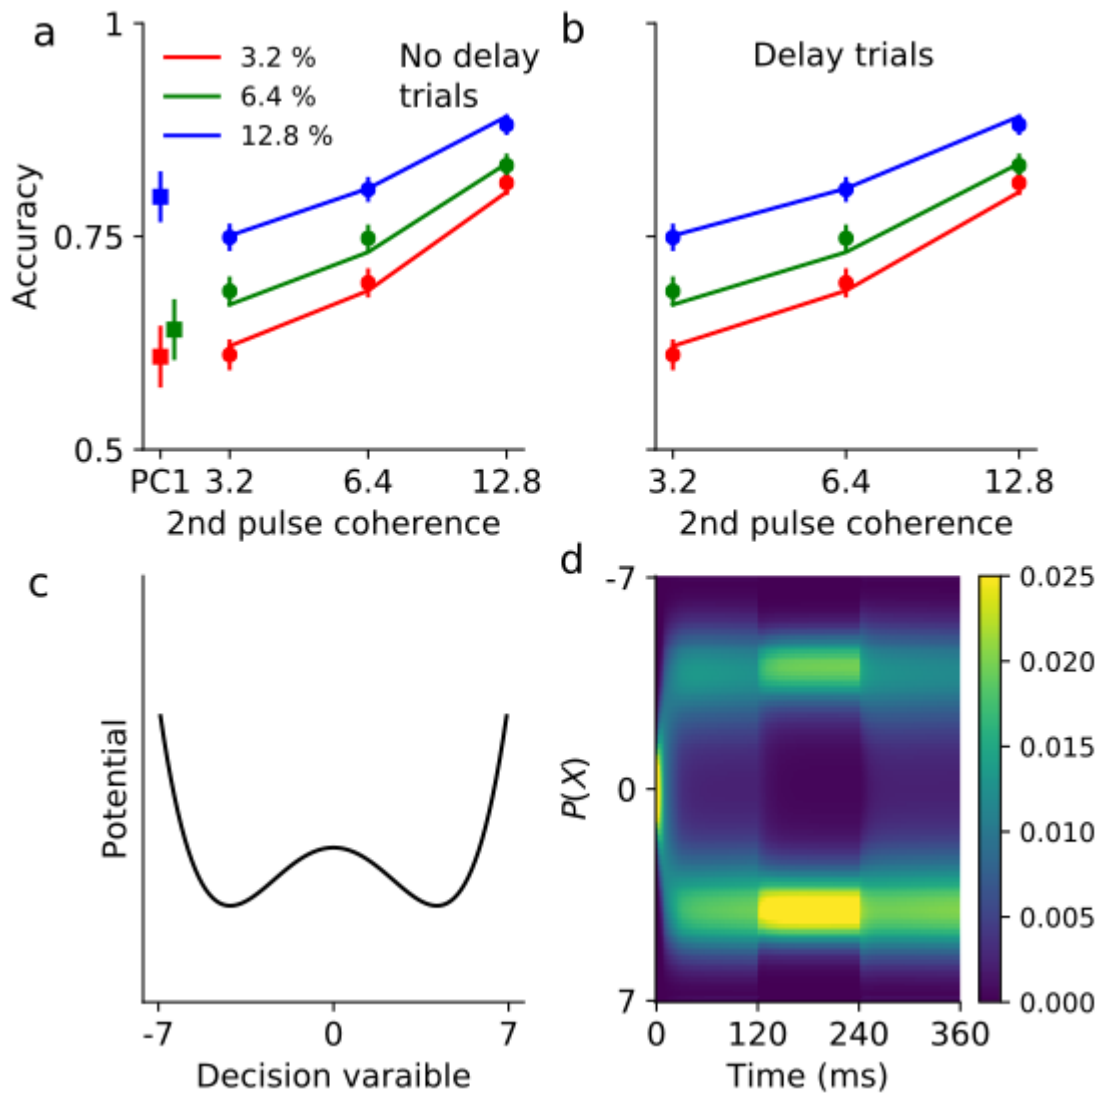 a
1
3.2 %
6.4 %
12.8 %
No delay
trials
Accuracy
0.75
0.5
PC1 3.2 6.4 12.8
2nd pulse coherence
b
Delay trials
3.2 6.4 12.8
2nd pulse coherence
c
Potential
-7 0 7
Decision varaible
d
-7
0
7
P(X)
0 120 240 360
Time (ms)
0.025
0.020
0.015
0.010
0.005
0.000